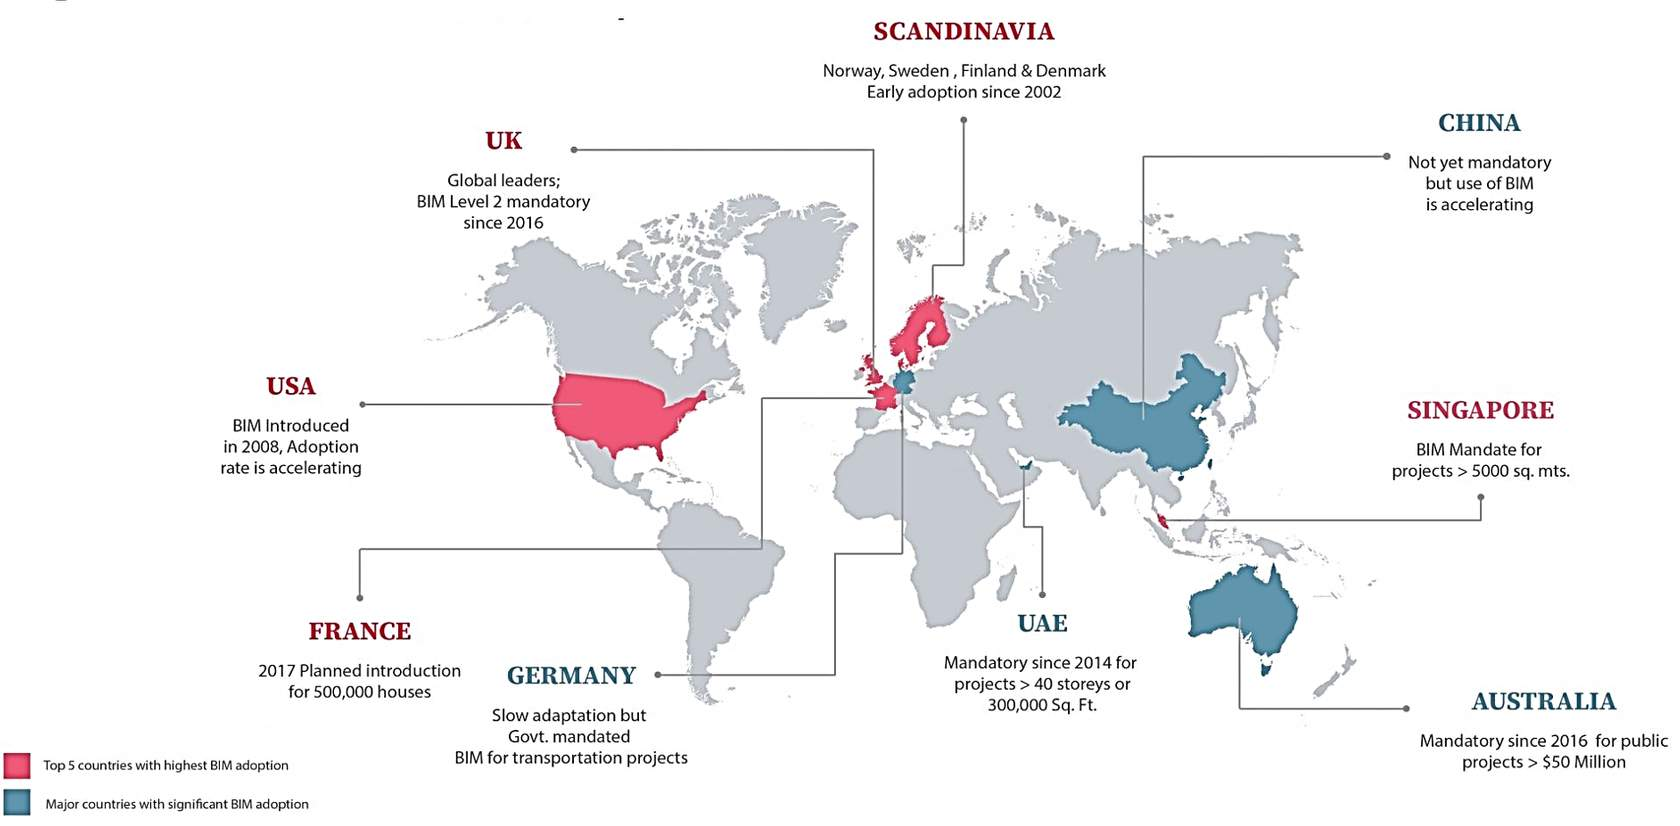 SCANDINAVIA
Norway, Sweden , Finland & Denmark
Early adoption since 2002
UK
Global leaders;
BIM Level 2 mandatory
since 2016
CHINA
Not yet mandatory
but use of BIM
is accelerating
USA
BIM Introduced
in 2008, Adoption
rate is accelerating
SINGAPORE
BIM Mandate for
projects > 5000 sq. mts.
FRANCE
2017 Planned introduction
for 500,000 houses
GERMANY
Slow adaptation but
Govt. mandated
BIM for transportation projects
UAE
Mandatory since 2014 for
projects > 40 storeys or
300,000 Sq. Ft.
AUSTRALIA
Mandatory since 2016 for public
projects > $50 Million
Top 5 countries with highest BIM adoption
Major countries with significant BIM adoption